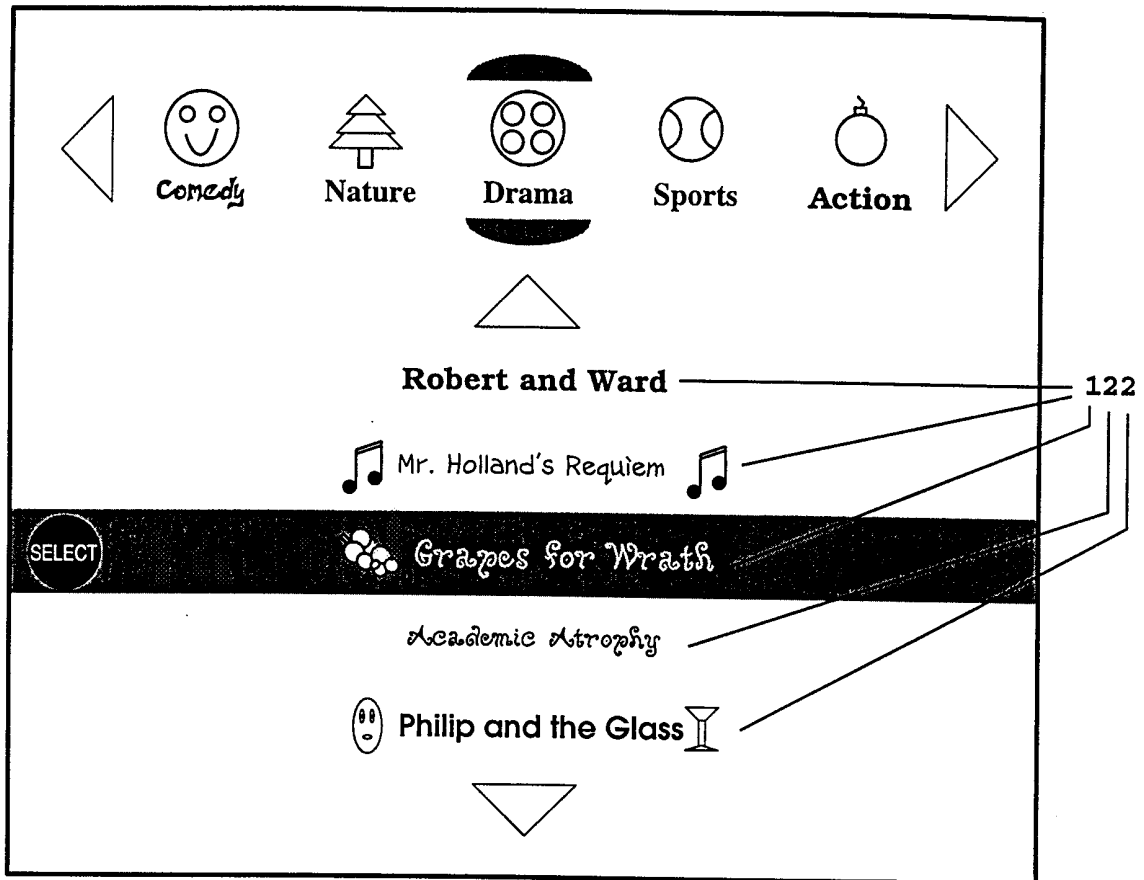 Comedy Nature Drama Sports Action
Robert and Ward
122
Mr. Holland's Requiem
SELECT Grapes for Wrath
Academic Atrophy
Philip and the Glass